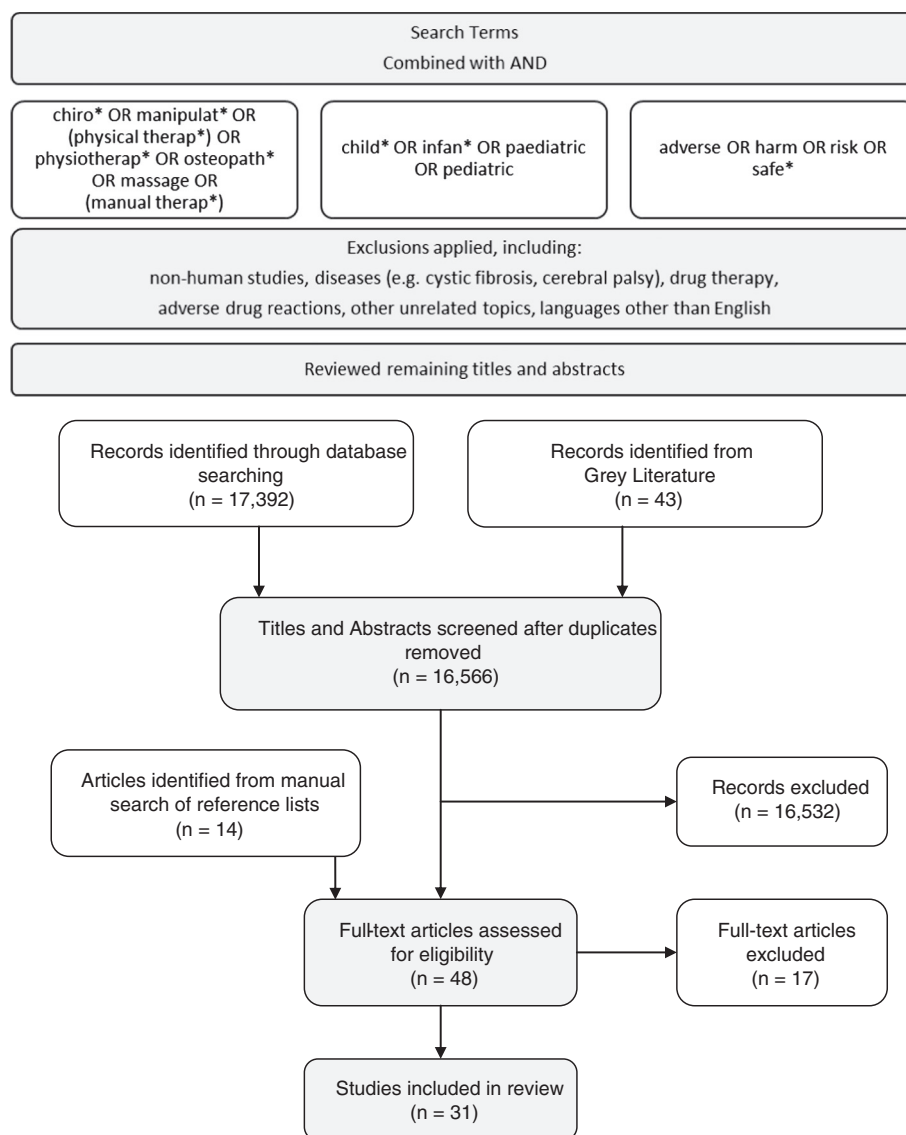 Search Terms
Combined with AND
chiro* OR manipulat* OR
(physical therap*) OR
physiotherap* OR osteopath*
OR massage OR
(manual therap*)
child* OR infan* OR paediatric
OR pediatric
adverse OR harm OR risk OR
safe*
Exclusions applied, including:
non-human studies, diseases (e.g. cystic fibrosis, cerebral palsy), drug therapy,
adverse drug reactions, other unrelated topics, languages other than English
Reviewed remaining titles and abstracts
Records identified through database
searching
(n = 17,392)
Records identified from
Grey Literature
(n = 43)
Titles and Abstracts screened after duplicates
removed
(n = 16,566)
Articles identified from manual
search of reference lists
(n = 14)
Records excluded
(n = 16,532)
Full-text articles assessed
for eligibility
(n = 48)
Full-text articles
excluded
(n = 17)
Studies included in review
(n = 31)